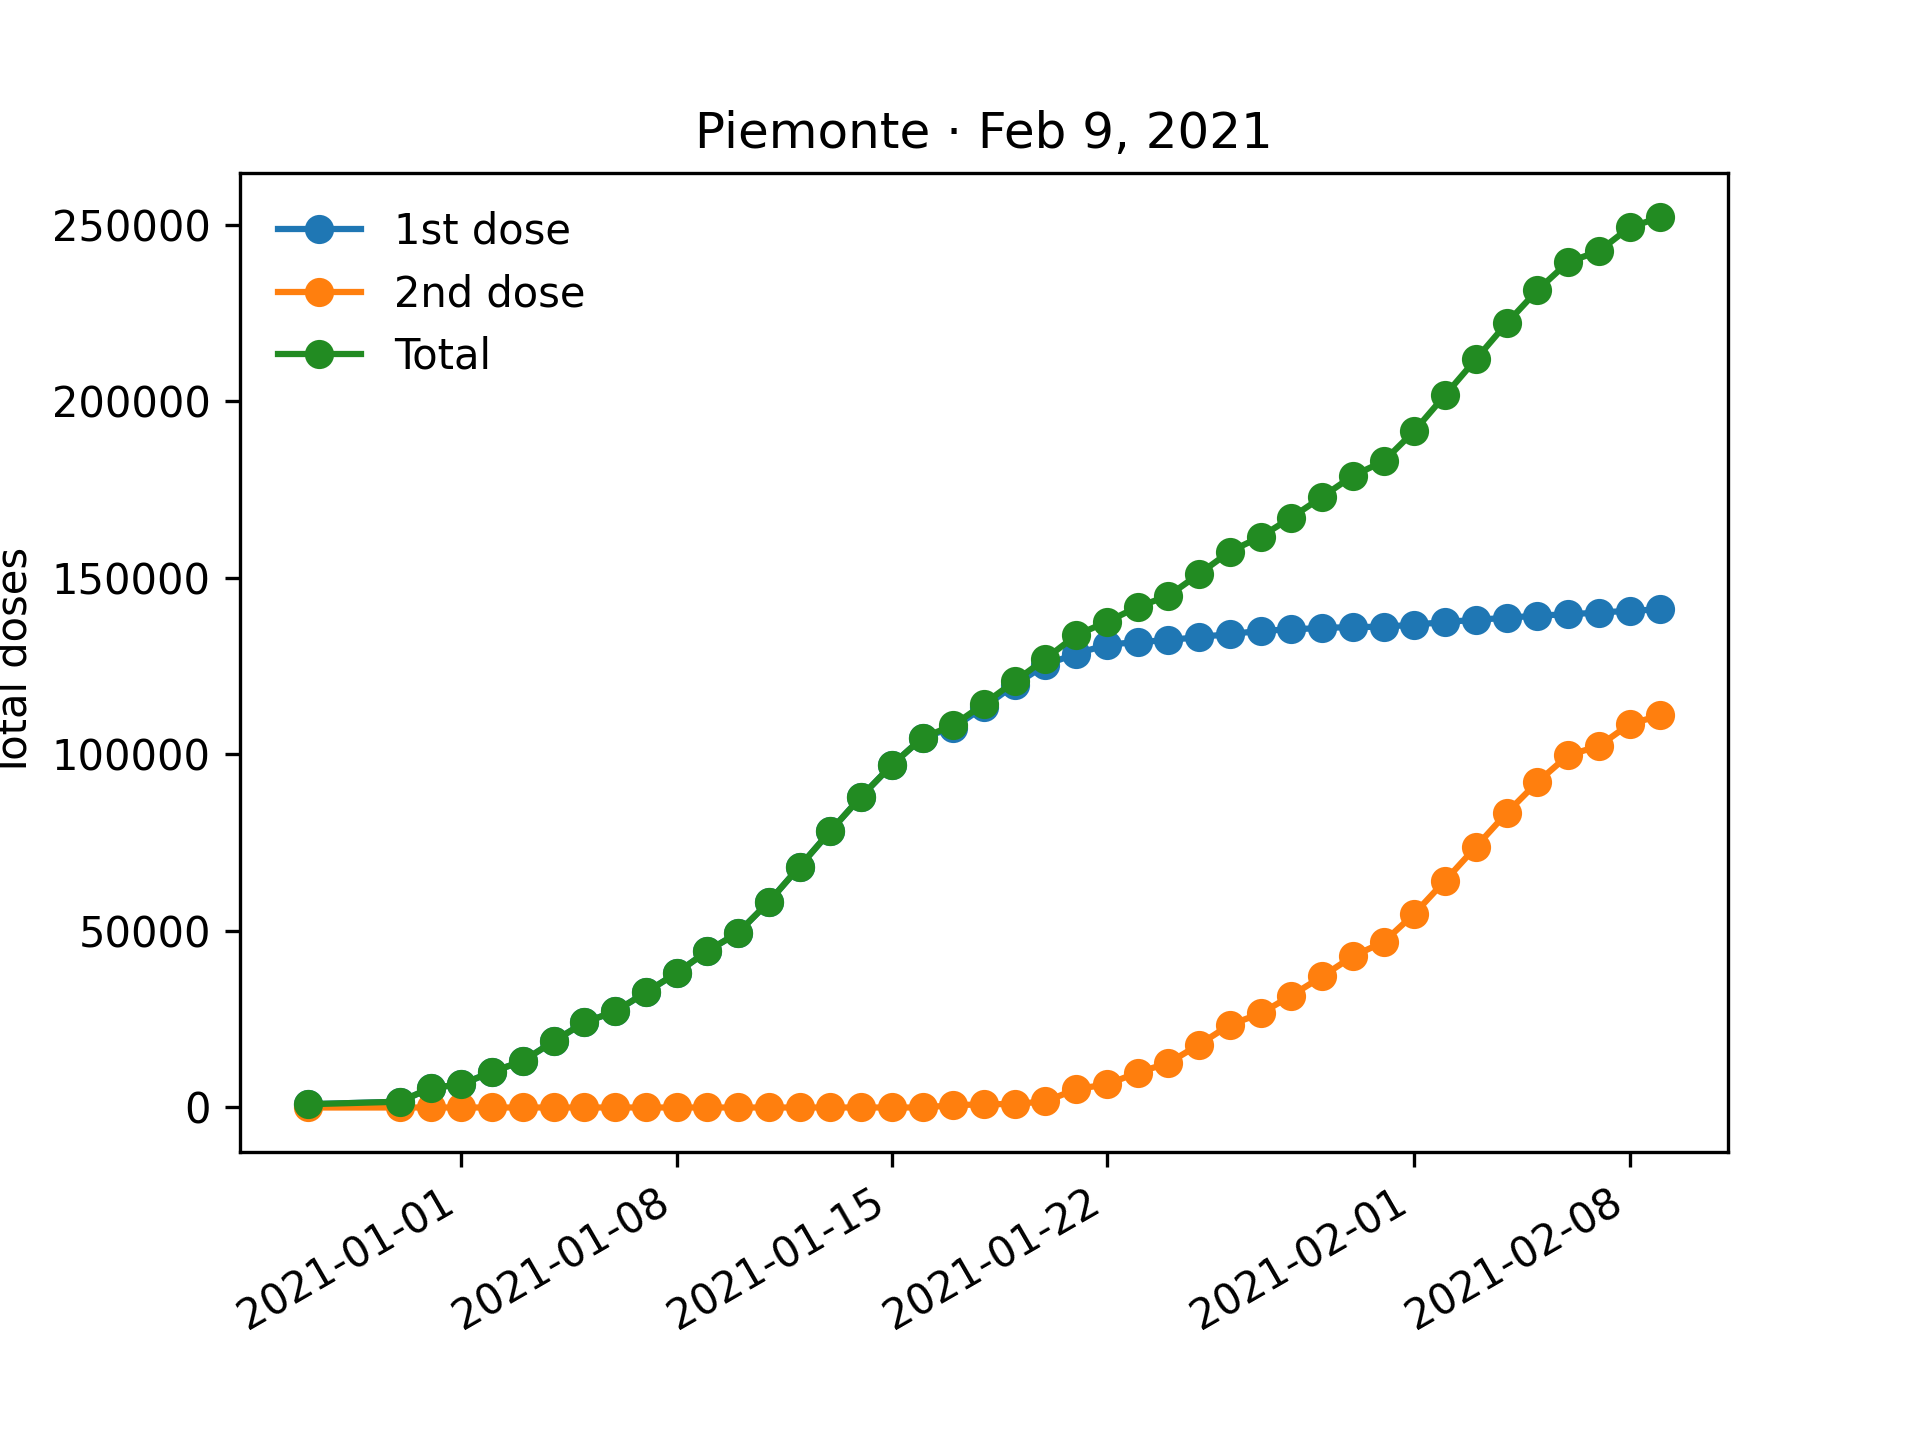 Piemonte · Feb 9, 2021
1st dose
2nd dose
Total
250000
200000
150000
100000
50000
0
Total doses
2021-01-01
2021-01-08
2021-01-15
2021-01-22
2021-02-01
2021-02-08